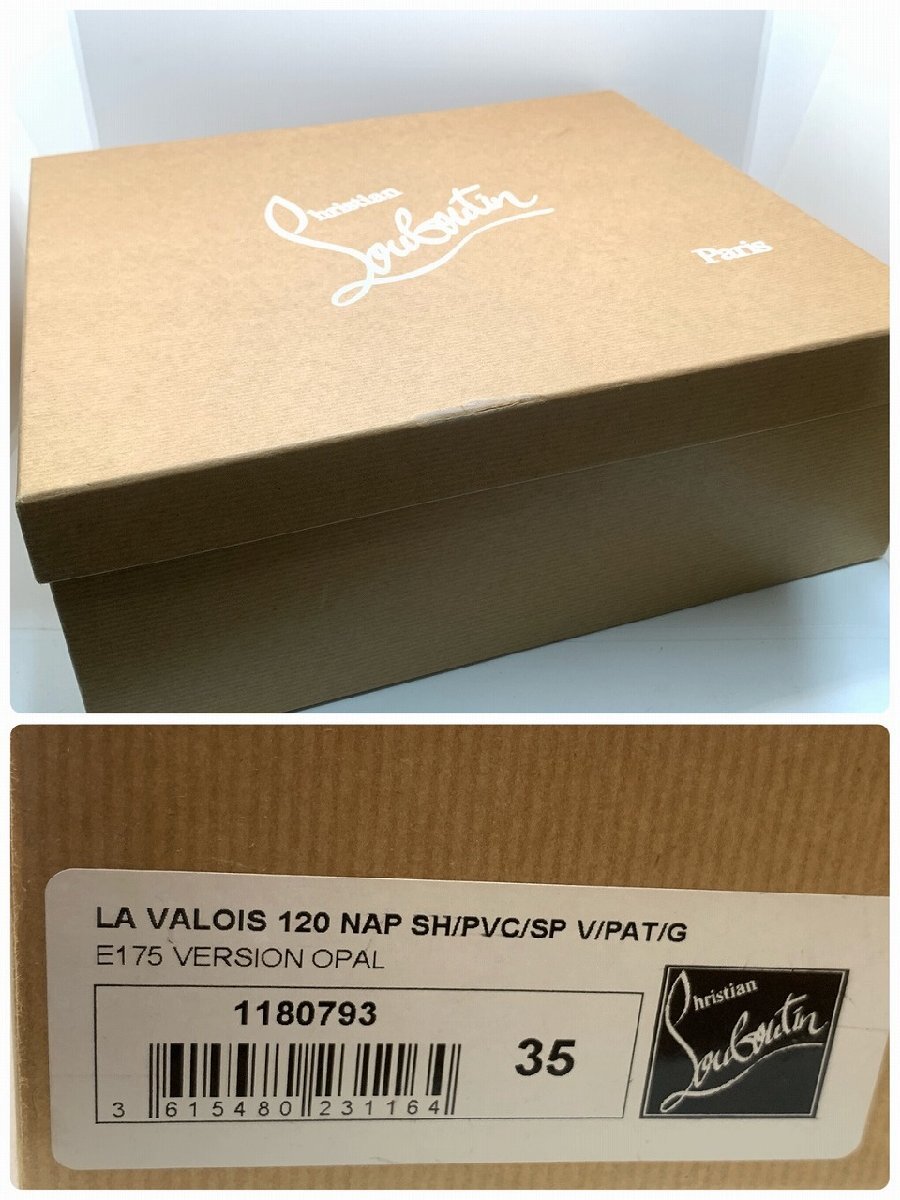 Christian
Louboutin
Paris
LA VALOIS 120 NAP SH/PVC/SP V/PAT/G
E175 VERSION OPAL
1180793
35
3 615480 231164
Christian
Louboutin